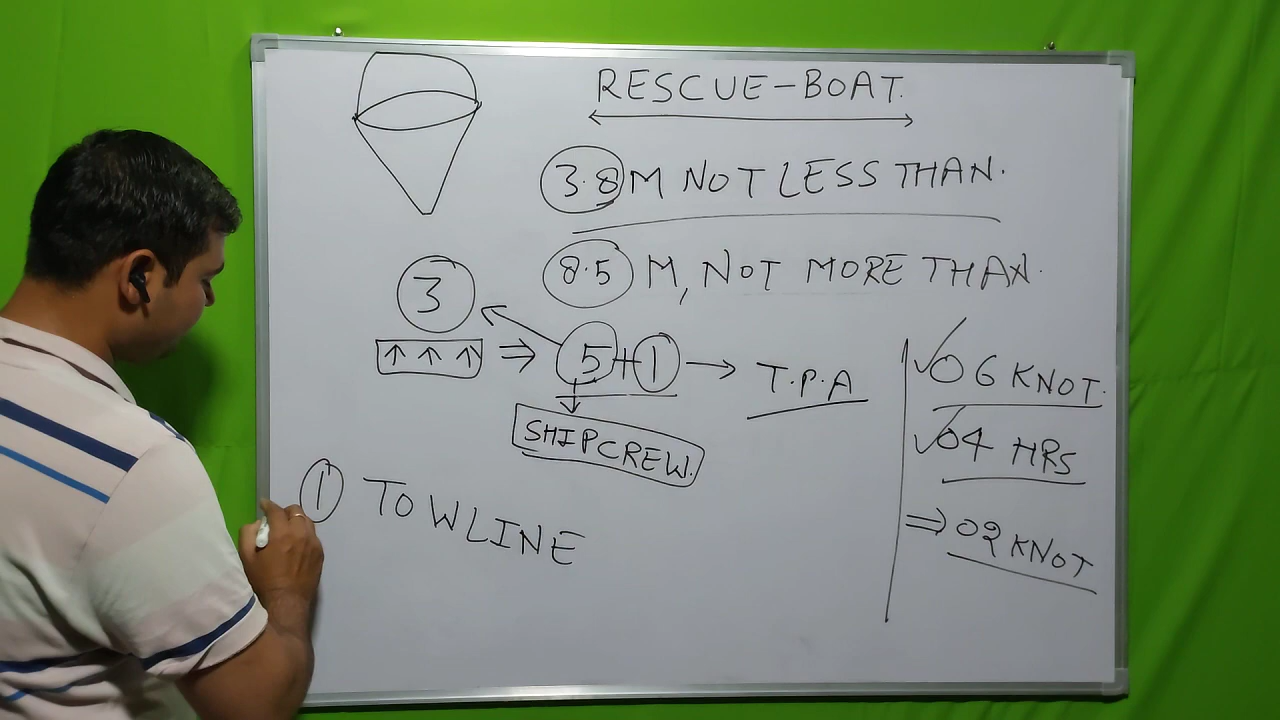 RESCUE-BOAT.
3.8 M NOT LESS THAN.
8.5 M, NOT MORE THAN.
3
5+1 → T.P.A
SHIPCREW.
① TOWLINE
06 KNOT.
04 HRS
⇒ 02 KNOT